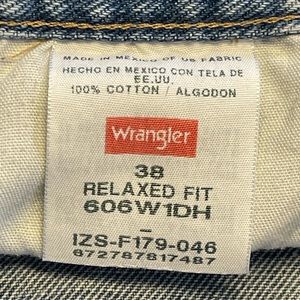 MADE IN MEXICO OF US FABRIC
HECHO EN MEXICO CON TELA DE
EE.UU.
100% COTTON / ALGODON
Wrangler
38
RELAXED FIT
606W1DH
–
IZS-F179-046
672787817487